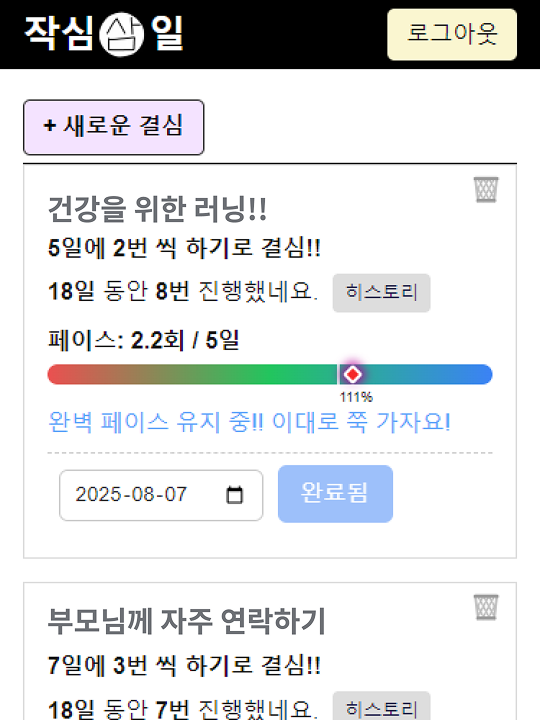 작심삼일
로그아웃
+ 새로운 결심
건강을 위한 러닝!!
5일에 2번 씩 하기로 결심!!
18일 동안 8번 진행했네요. 히스토리
페이스: 2.2회 / 5일
111%
완벽 페이스 유지 중!! 이대로 쭉 가자요!
2025-08-07 완료됨
부모님께 자주 연락하기
7일에 3번 씩 하기로 결심!!
18일 동안 7번 진행했네요. 히스토리